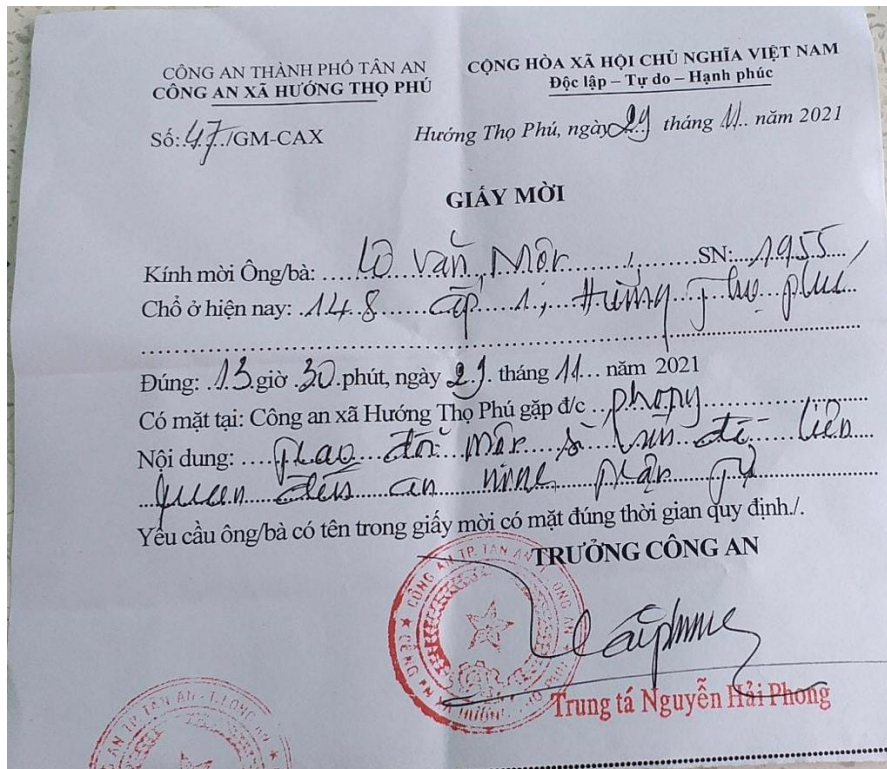 CÔNG AN THÀNH PHỐ TÂN AN
CÔNG AN XÃ HƯỚNG THỌ PHÚ
CỘNG HÒA XÃ HỘI CHỦ NGHĨA VIỆT NAM
Độc lập – Tự do – Hạnh phúc
Số: 47./GM-CAX
Hướng Thọ Phú, ngày 29 tháng 11.. năm 2021
GIẤY MỜI
Kính mời Ông/bà: .... Văn Một ....SN:...1955....
Chổ ở hiện nay: .148...... ấp..1., Hướng..Thọ..phú...
Đúng: .13.giờ .30.phút, ngày 29. tháng 11... năm 2021
Có mặt tại: Công an xã Hướng Thọ Phú gặp đ/c ..phong...
Nội dung: .... đổi một số vấn đề liên
quan đến an ninh trật tự
Yêu cầu ông/bà có tên trong giấy mời có mặt đúng thời gian quy định./.
TRƯỞNG CÔNG AN
Trung tá Nguyễn Hải Phong